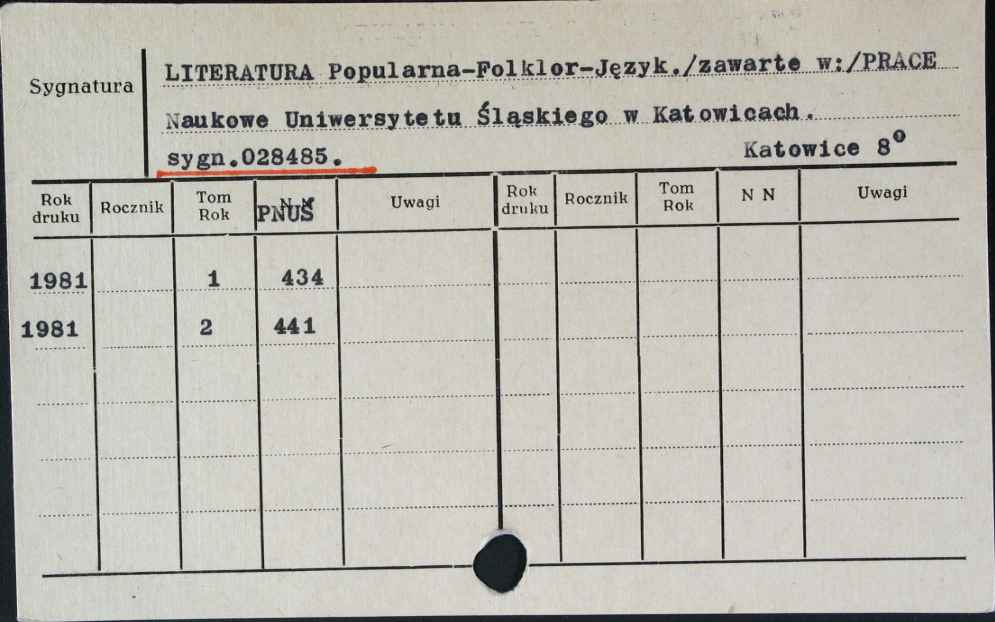 LITERATURA Popularna-Folklor-Język./zawarte w:/PRACE
Sygnatura
Naukowe Uniwersytetu Śląskiego w Katowicach.
sygn.028485.
Katowice 8°
Rok druku Rocznik Tom Rok PNUŚ Uwagi Rok druku Rocznik Tom Rok N N Uwagi
1981 1 434
1981 2 441